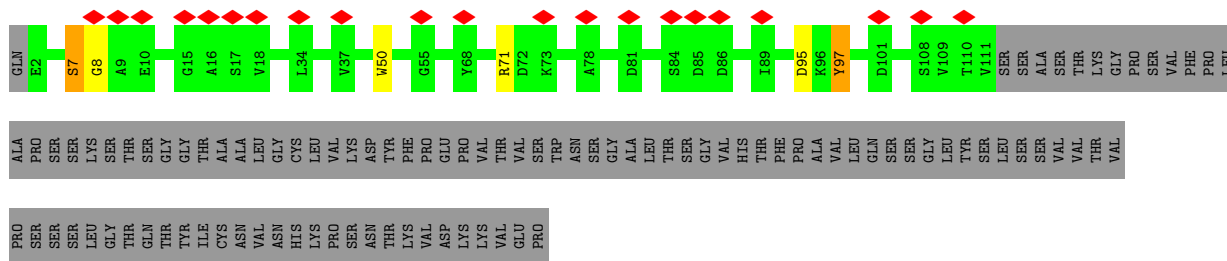 GLN E2 S7 G8 A9 E10 G15 A16 S17 V18 L34 V37 W50 G55 Y68 R71 D72 K73 A78 D81 S84 D85 D86 I89 D95 K96 Y97 D101 S108 V109 T110 V111 SER SER ALA SER THR LYS GLY PRO SER VAL PHE PRO LEU
ALA PRO SER SER LYS SER THR SER GLY GLY THR ALA ALA LEU GLY CYS LEU VAL LYS ASP TYR PHE PRO GLU PRO VAL THR VAL SER TRP ASN SER GLY ALA LEU THR SER GLY VAL HIS THR PHE PRO ALA VAL LEU GLN SER SER GLY LEU TYR SER LEU SER SER VAL VAL THR VAL
PRO SER SER SER LEU GLY THR GLN THR TYR ILE CYS ASN VAL ASN HIS LYS PRO SER ASN THR LYS VAL ASP LYS LYS VAL GLU PRO